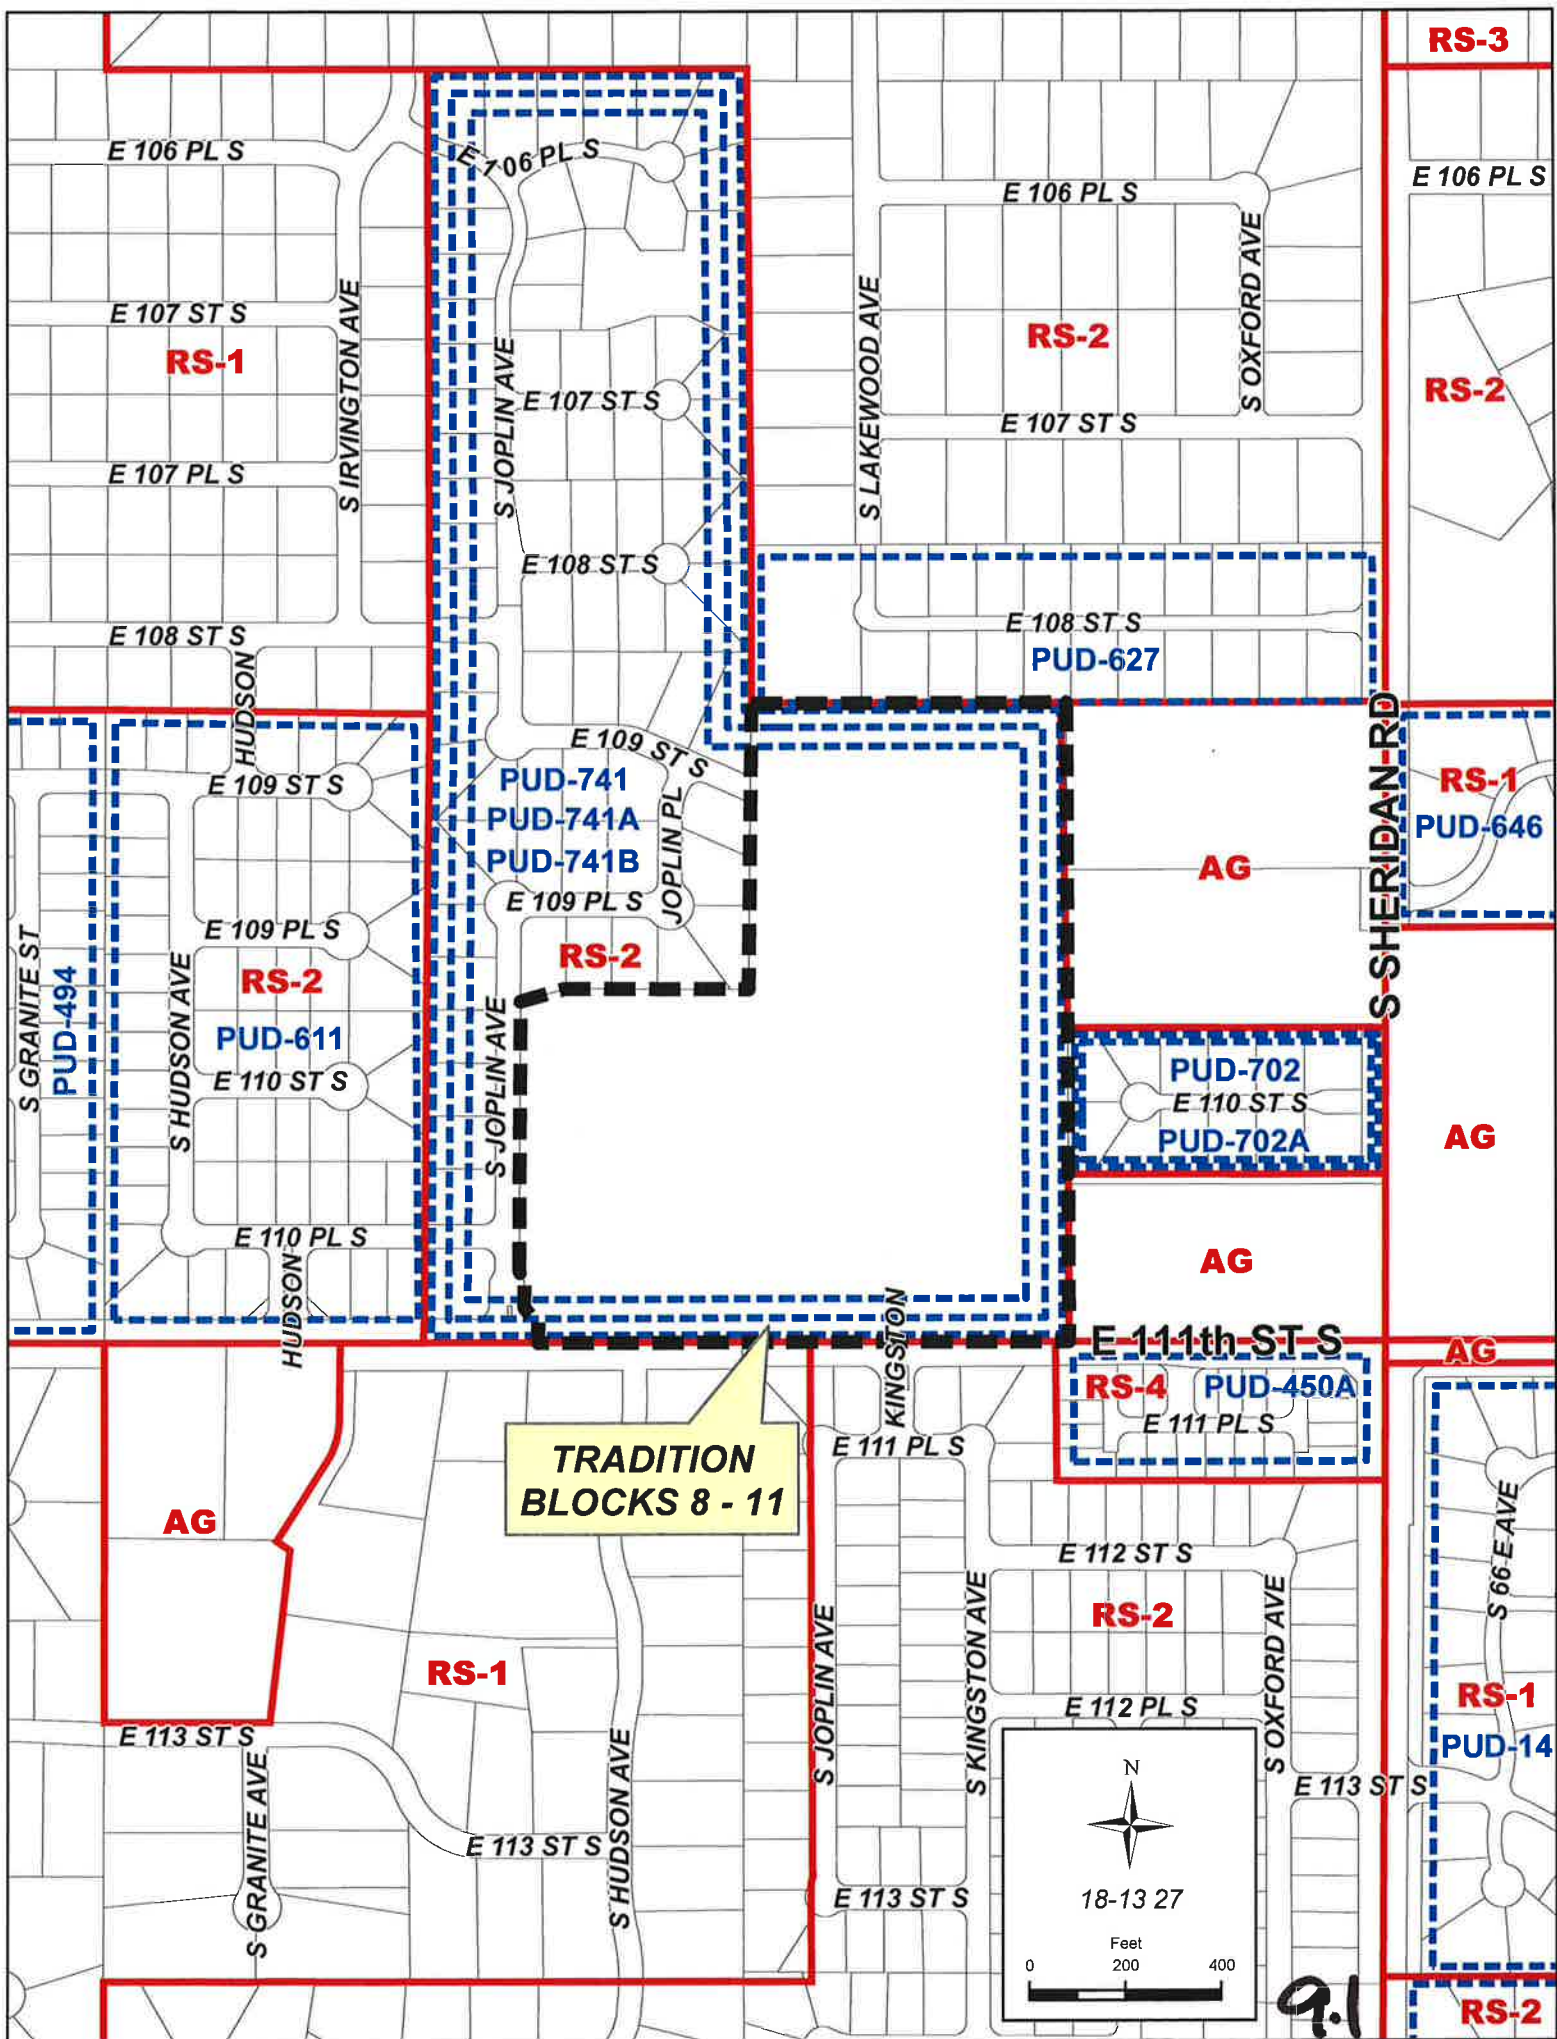 RS-3
E 106 PL S
E 106 PL S
E 106 PL S
E 106 PL S
S IRVINGTON AVE
S JOPLIN AVE
S LAKEWOOD AVE
S OXFORD AVE
E 107 ST S
RS-1
RS-2
RS-2
E 107 ST S
E 107 ST S
E 107 PL S
E 108 ST S
E 108 ST S
E 108 ST S
PUD-627
HUDSON
S SHERIDAN RD
E 109 ST S
E 109 ST S
JOPLIN PL
PUD-741
PUD-741A
PUD-741B
RS-1
PUD-646
AG
E 109 PL S
E 109 PL S
RS-2
RS-2
S GRANITE ST
PUD-494
S HUDSON AVE
PUD-611
E 110 ST S
S JOPLIN AVE
PUD-702
E 110 ST S
PUD-702A
AG
E 110 PL S
HUDSON
AG
KINGSTON
E 111th ST S
AG
RS-4
PUD-450A
E 111 PL S
E 111 PL S
TRADITION
BLOCKS 8 - 11
AG
S 66 E AVE
E 112 ST S
RS-2
S JOPLIN AVE
S KINGSTON AVE
S OXFORD AVE
RS-1
RS-1
PUD-14
E 112 PL S
E 113 ST S
S GRANITE AVE
S HUDSON AVE
E 113 ST S
E 113 ST S
E 113 ST S
N
18-13 27
Feet
0 200 400
9.1
RS-2